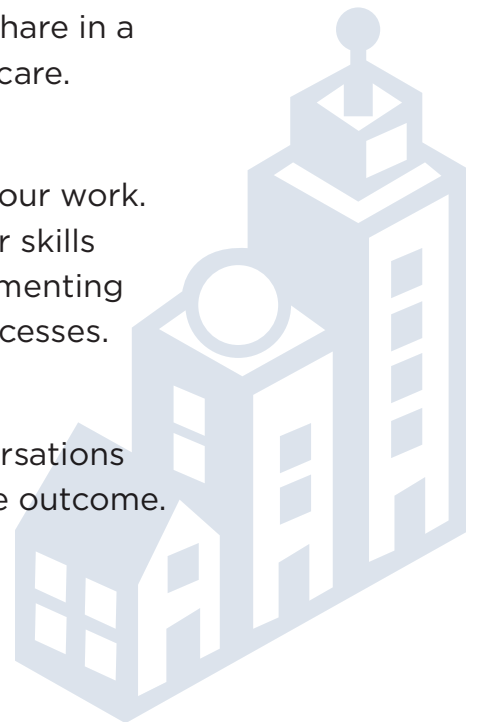 hare in a
care.
our work.
r skills
menting
cesses.
rsations
e outcome.